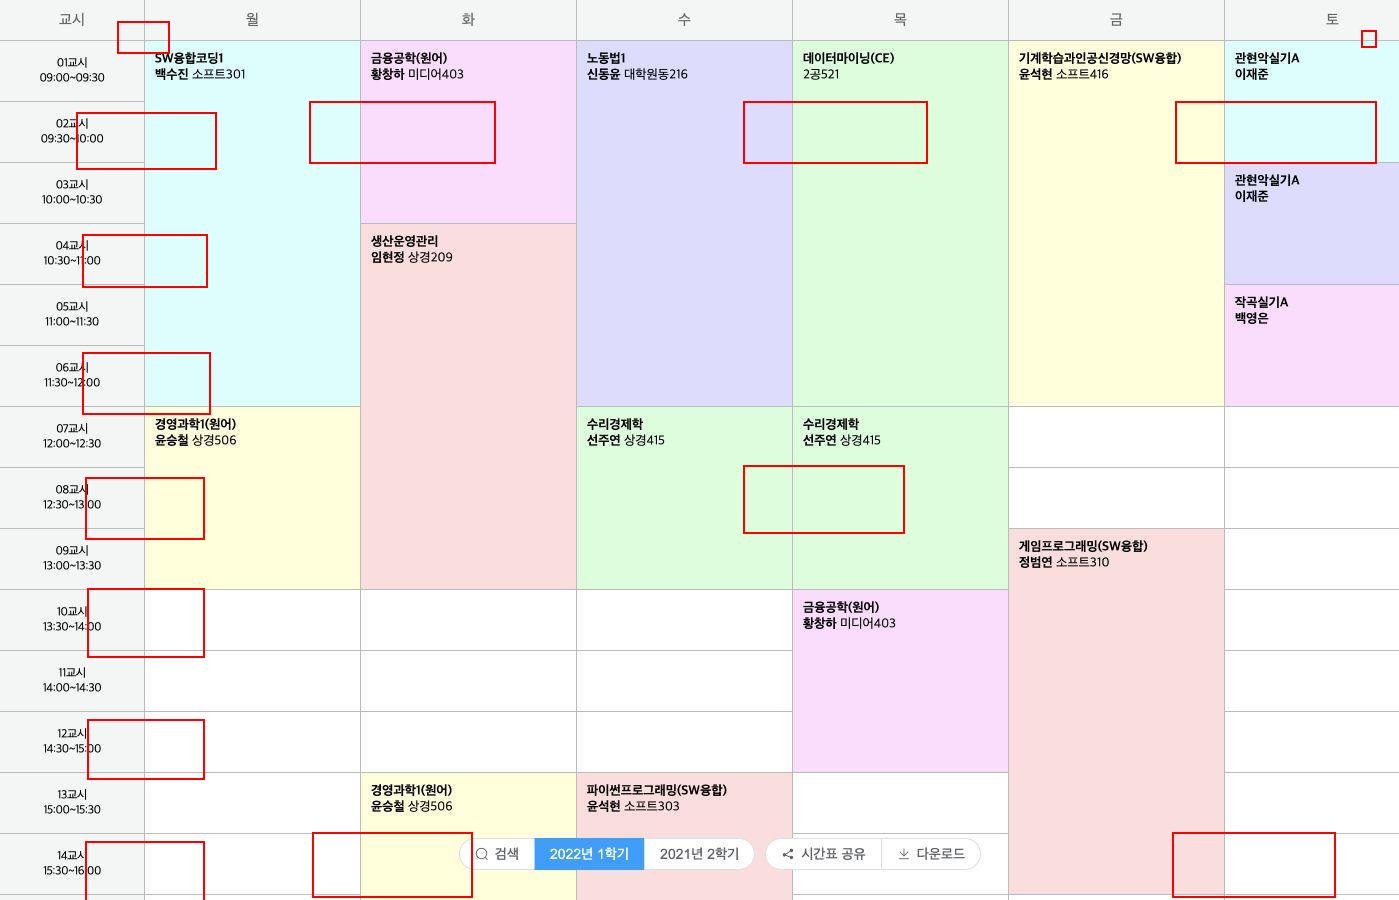 교시
월
화
수
목
금
토
01교시
09:00~09:30
SW융합코딩1
백수진 소프트301
금융공학(원어)
황창하 미디어403
노동법1
신동윤 대학원동216
데이터마이닝(CE)
2공521
기계학습과인공신경망(SW융합)
윤석현 소프트416
관현악실기A
이재준
02교시
09:30~10:00
03교시
10:00~10:30
관현악실기A
이재준
04교시
10:30~11:00
생산운영관리
임현정 상경209
05교시
11:00~11:30
작곡실기A
백영은
06교시
11:30~12:00
07교시
12:00~12:30
경영과학1(원어)
윤승철 상경506
수리경제학
선주연 상경415
수리경제학
선주연 상경415
08교시
12:30~13:00
09교시
13:00~13:30
게임프로그래밍(SW융합)
정범연 소프트310
10교시
13:30~14:00
금융공학(원어)
황창하 미디어403
11교시
14:00~14:30
12교시
14:30~15:00
13교시
15:00~15:30
경영과학1(원어)
윤승철 상경506
파이썬프로그래밍(SW융합)
윤석현 소프트303
14교시
15:30~16:00
검색
2022년 1학기
2021년 2학기
시간표 공유
다운로드